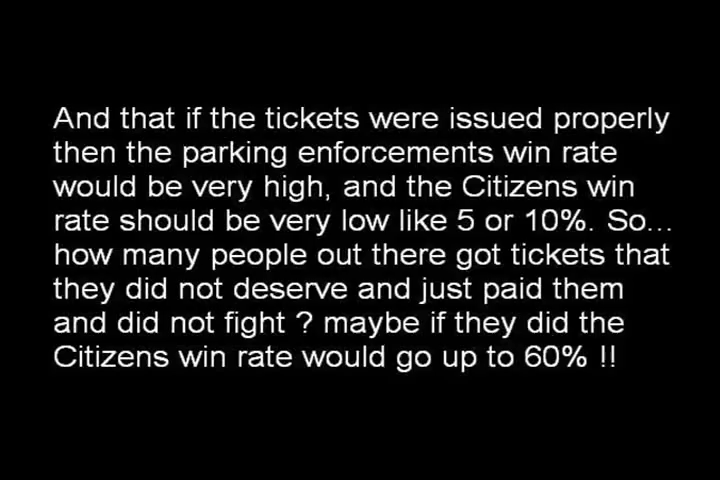 And that if the tickets were issued properly
then the parking enforcements win rate
would be very high, and the Citizens win
rate should be very low like 5 or 10%. So...
how many people out there got tickets that
they did not deserve and just paid them
and did not fight ? maybe if they did the
Citizens win rate would go up to 60% !!